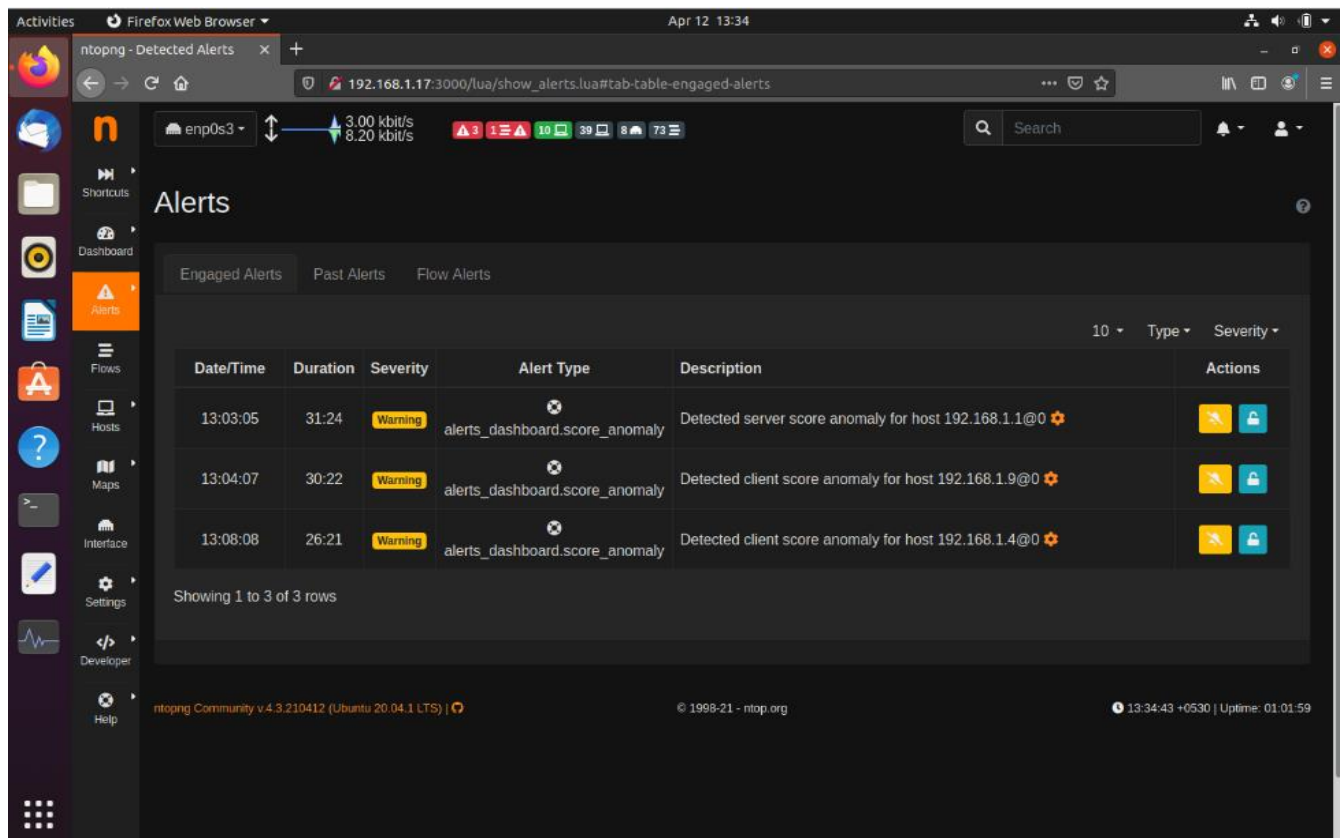 Activities Firefox Web Browser Apr 12 13:34
ntopng - Detected Alerts
192.168.1.17:3000/lua/show_alerts.lua#tab-table-engaged-alerts
n enp0s3 3.00 kbit/s 3 1 10 39 8 73 Search
8.20 kbit/s
Shortcuts
Alerts
Dashboard
Engaged Alerts Past Alerts Flow Alerts
Alerts
10 Type Severity
Flows
Date/Time Duration Severity Alert Type Description Actions
Hosts
13:03:05 31:24 Warning alerts_dashboard.score_anomaly Detected server score anomaly for host 192.168.1.1@0
Maps
13:04:07 30:22 Warning alerts_dashboard.score_anomaly Detected client score anomaly for host 192.168.1.9@0
Interface
13:08:08 26:21 Warning alerts_dashboard.score_anomaly Detected client score anomaly for host 192.168.1.4@0
Settings
Showing 1 to 3 of 3 rows
Developer
Help
ntopng Community v.4.3.210412 (Ubuntu 20.04.1 LTS) | © 1998-21 - ntop.org 13:34:43 +0530 | Uptime: 01:01:59